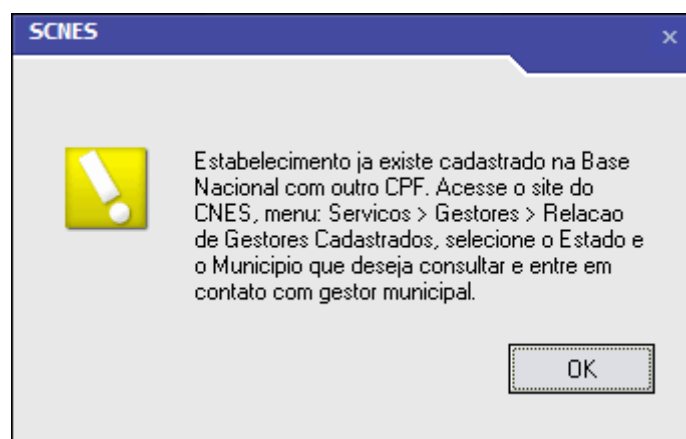 SCNES
Estabelecimento ja existe cadastrado na Base
Nacional com outro CPF. Acesse o site do
CNES, menu: Servicos > Gestores > Relacao
de Gestores Cadastrados, selecione o Estado e
o Municipio que deseja consultar e entre em
contato com gestor municipal.
OK